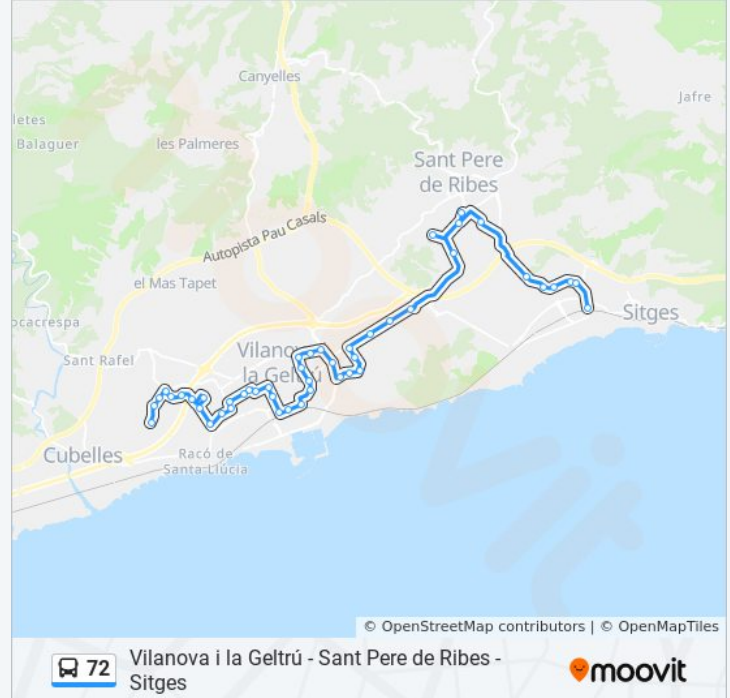 Canyelles
Jafre
letes
Balaguer
les Palmeres
Sant Pere
de Ribes
Autopista Pau Casals
el Mas Tapet
ocacrespa
Sitges
Sant Rafel
Vilanova
la Geltrú
Cubelles
Racó de
Santa Llúcia
moovit
© OpenStreetMap contributors | © OpenMapTiles
72
Vilanova i la Geltrú - Sant Pere de Ribes -
Sitges
moovit